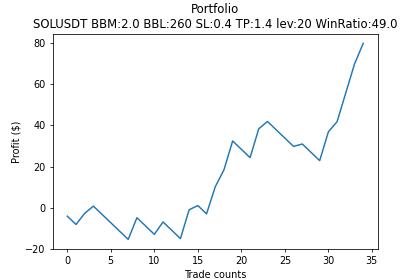 Portfolio
SOLUSDT BBM:2.0 BBL:260 SL:0.4 TP:1.4 lev:20 WinRatio:49.0
80
60
40
20
0
−20
Profit ($)
0 5 10 15 20 25 30 35
Trade counts